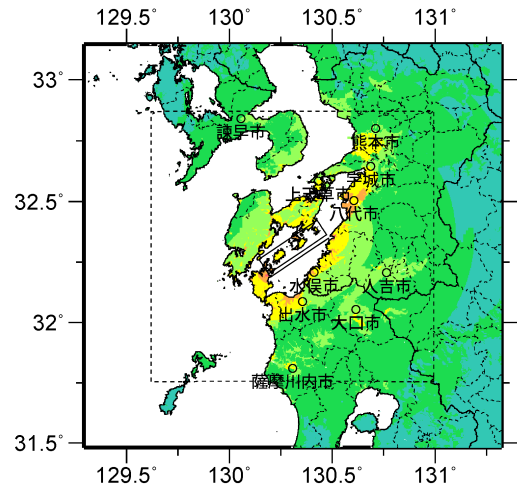 129.5° 130° 130.5° 131°
33°
諫早市
熊本市
宇城市
上天草市
八代市
32.5°
水俣市
人吉市
出水市
大口市
32°
薩摩川内市
31.5°
129.5° 130° 130.5° 131°